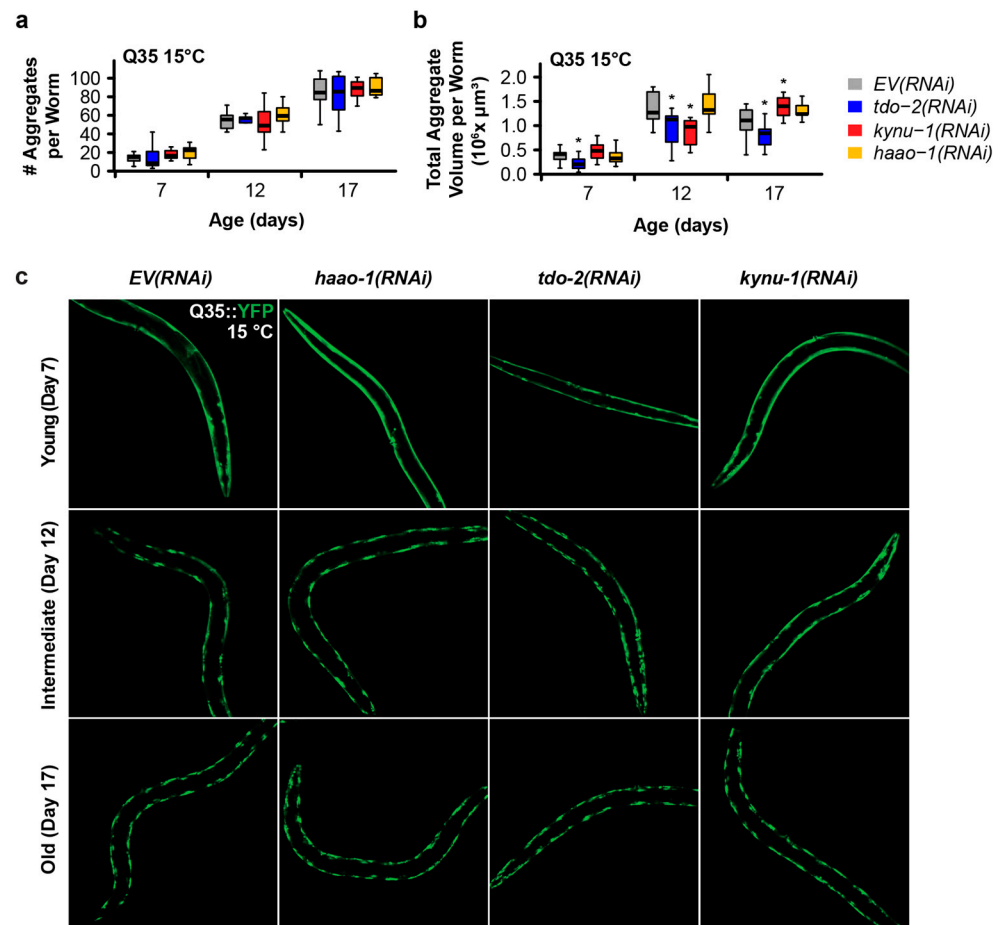 a
Q35 15°C
# Aggregates
per Worm
100
80
60
40
20
0
7 12 17
Age (days)
b
Q35 15°C
Total Aggregate
Volume per Worm
(10⁶x µm³)
2.0
1.5
1.0
0.5
0.0
* * * * *
7 12 17
Age (days)
EV(RNAi)
tdo-2(RNAi)
kynu-1(RNAi)
haao-1(RNAi)
c
EV(RNAi) haao-1(RNAi) tdo-2(RNAi) kynu-1(RNAi)
Q35::YFP
15 °C
Young (Day 7)
Intermediate (Day 12)
Old (Day 17)